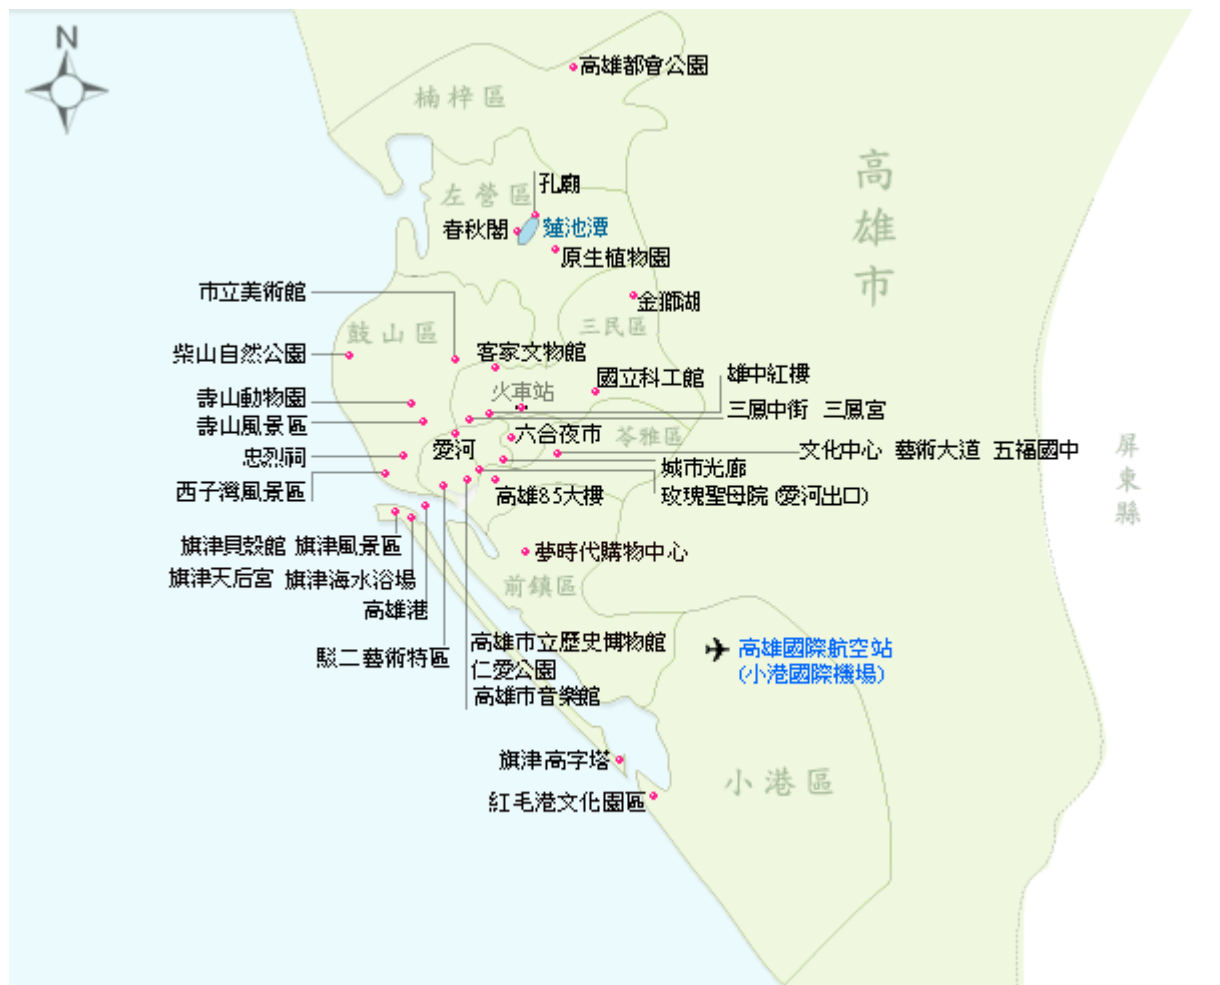 N
高雄都會公園
楠梓區
高雄市
孔廟
左營區
春秋閣
蓮池潭
原生植物園
市立美術館
金獅湖
三民區
鼓山區
柴山自然公園
客家文物館
國立科工館
雄中紅樓
火車站
壽山動物園
三鳳中街 三鳳宮
壽山風景區
六合夜市
苓雅區
愛河
文化中心 藝術大道 五福國中
屏東縣
忠烈祠
城市光廊
西子灣風景區
高雄85大樓
玫瑰聖母院 (愛河出口)
旗津貝殼館 旗津風景區
夢時代購物中心
旗津天后宮 旗津海水浴場
前鎮區
高雄港
駁二藝術特區
高雄市立歷史博物館
仁愛公園
高雄市音樂館
高雄國際航空站
(小港國際機場)
旗津高字塔
小港區
紅毛港文化園區